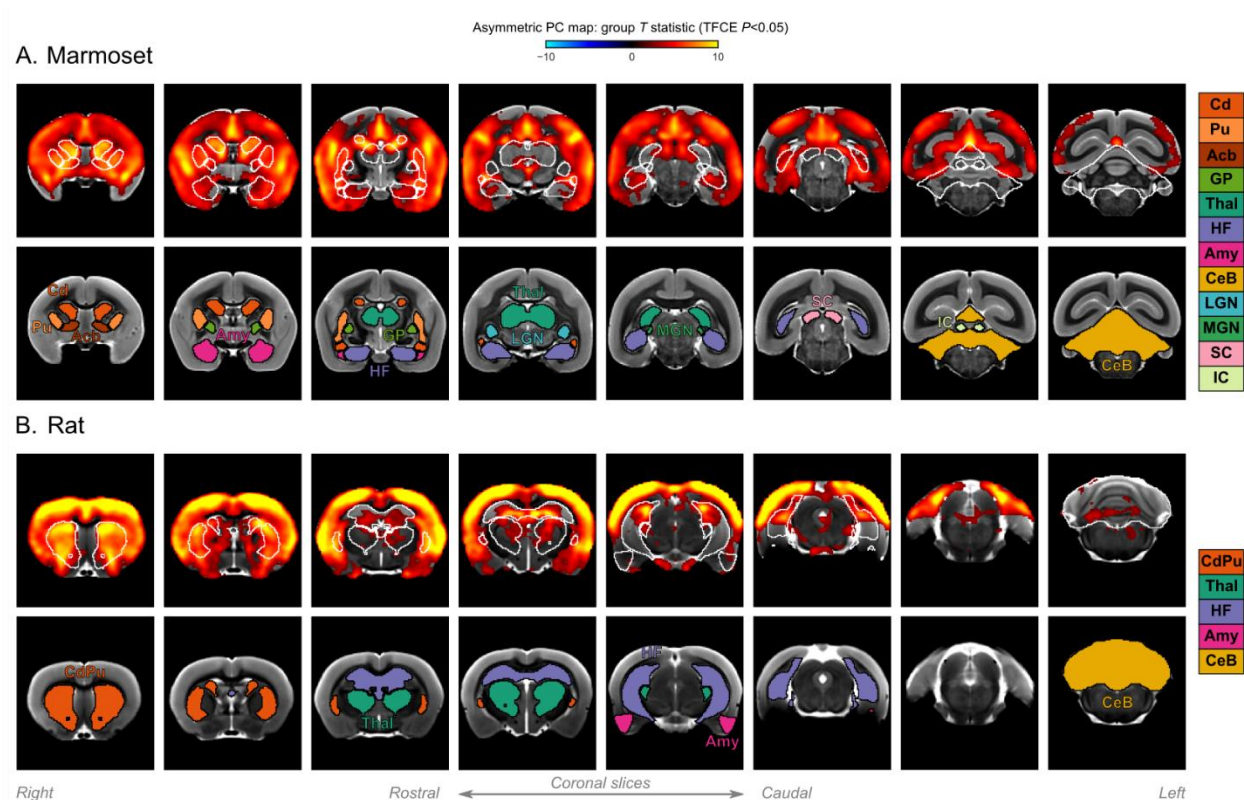 Asymmetric PC map: group T statistic (TFCE P<0.05)
−10 0 10
A. Marmoset
Cd
Pu
Acb
GP
Thal
HF
Amy
CeB
LGN
MGN
SC
IC
Cd
Pu
Acb
Amy
GP
HF
Thal
LGN
MGN
SC
IC
CeB
B. Rat
CdPu
Thal
HF
Amy
CeB
CdPu
Thal
HF
Amy
CeB
Right
Rostral
Coronal slices
Caudal
Left